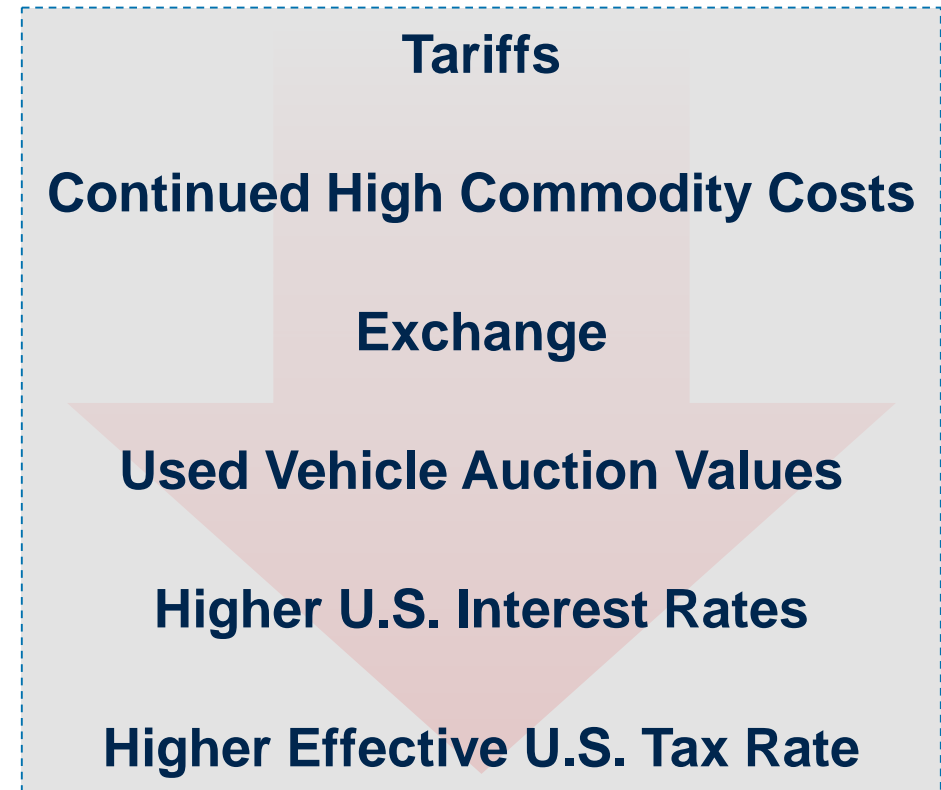 Tariffs
Continued High Commodity Costs
Exchange
Used Vehicle Auction Values
Higher U.S. Interest Rates
Higher Effective U.S. Tax Rate